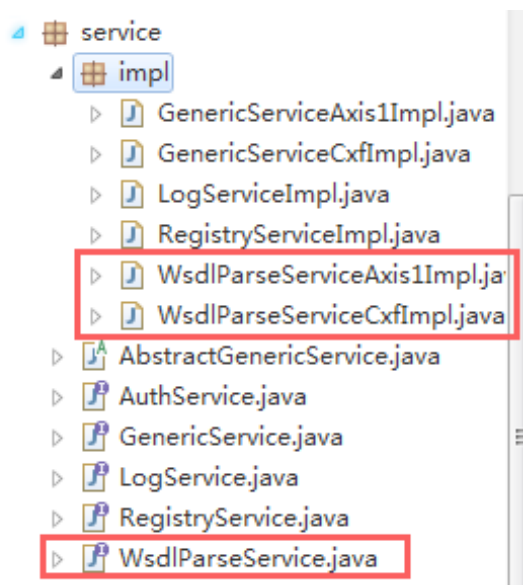 service
impl
GenericServiceAxis1Impl.java
GenericServiceCxfImpl.java
LogServiceImpl.java
RegistryServiceImpl.java
WsdlParseServiceAxis1Impl.ja
WsdlParseServiceCxfImpl.java
AbstractGenericService.java
AuthService.java
GenericService.java
LogService.java
RegistryService.java
WsdlParseService.java